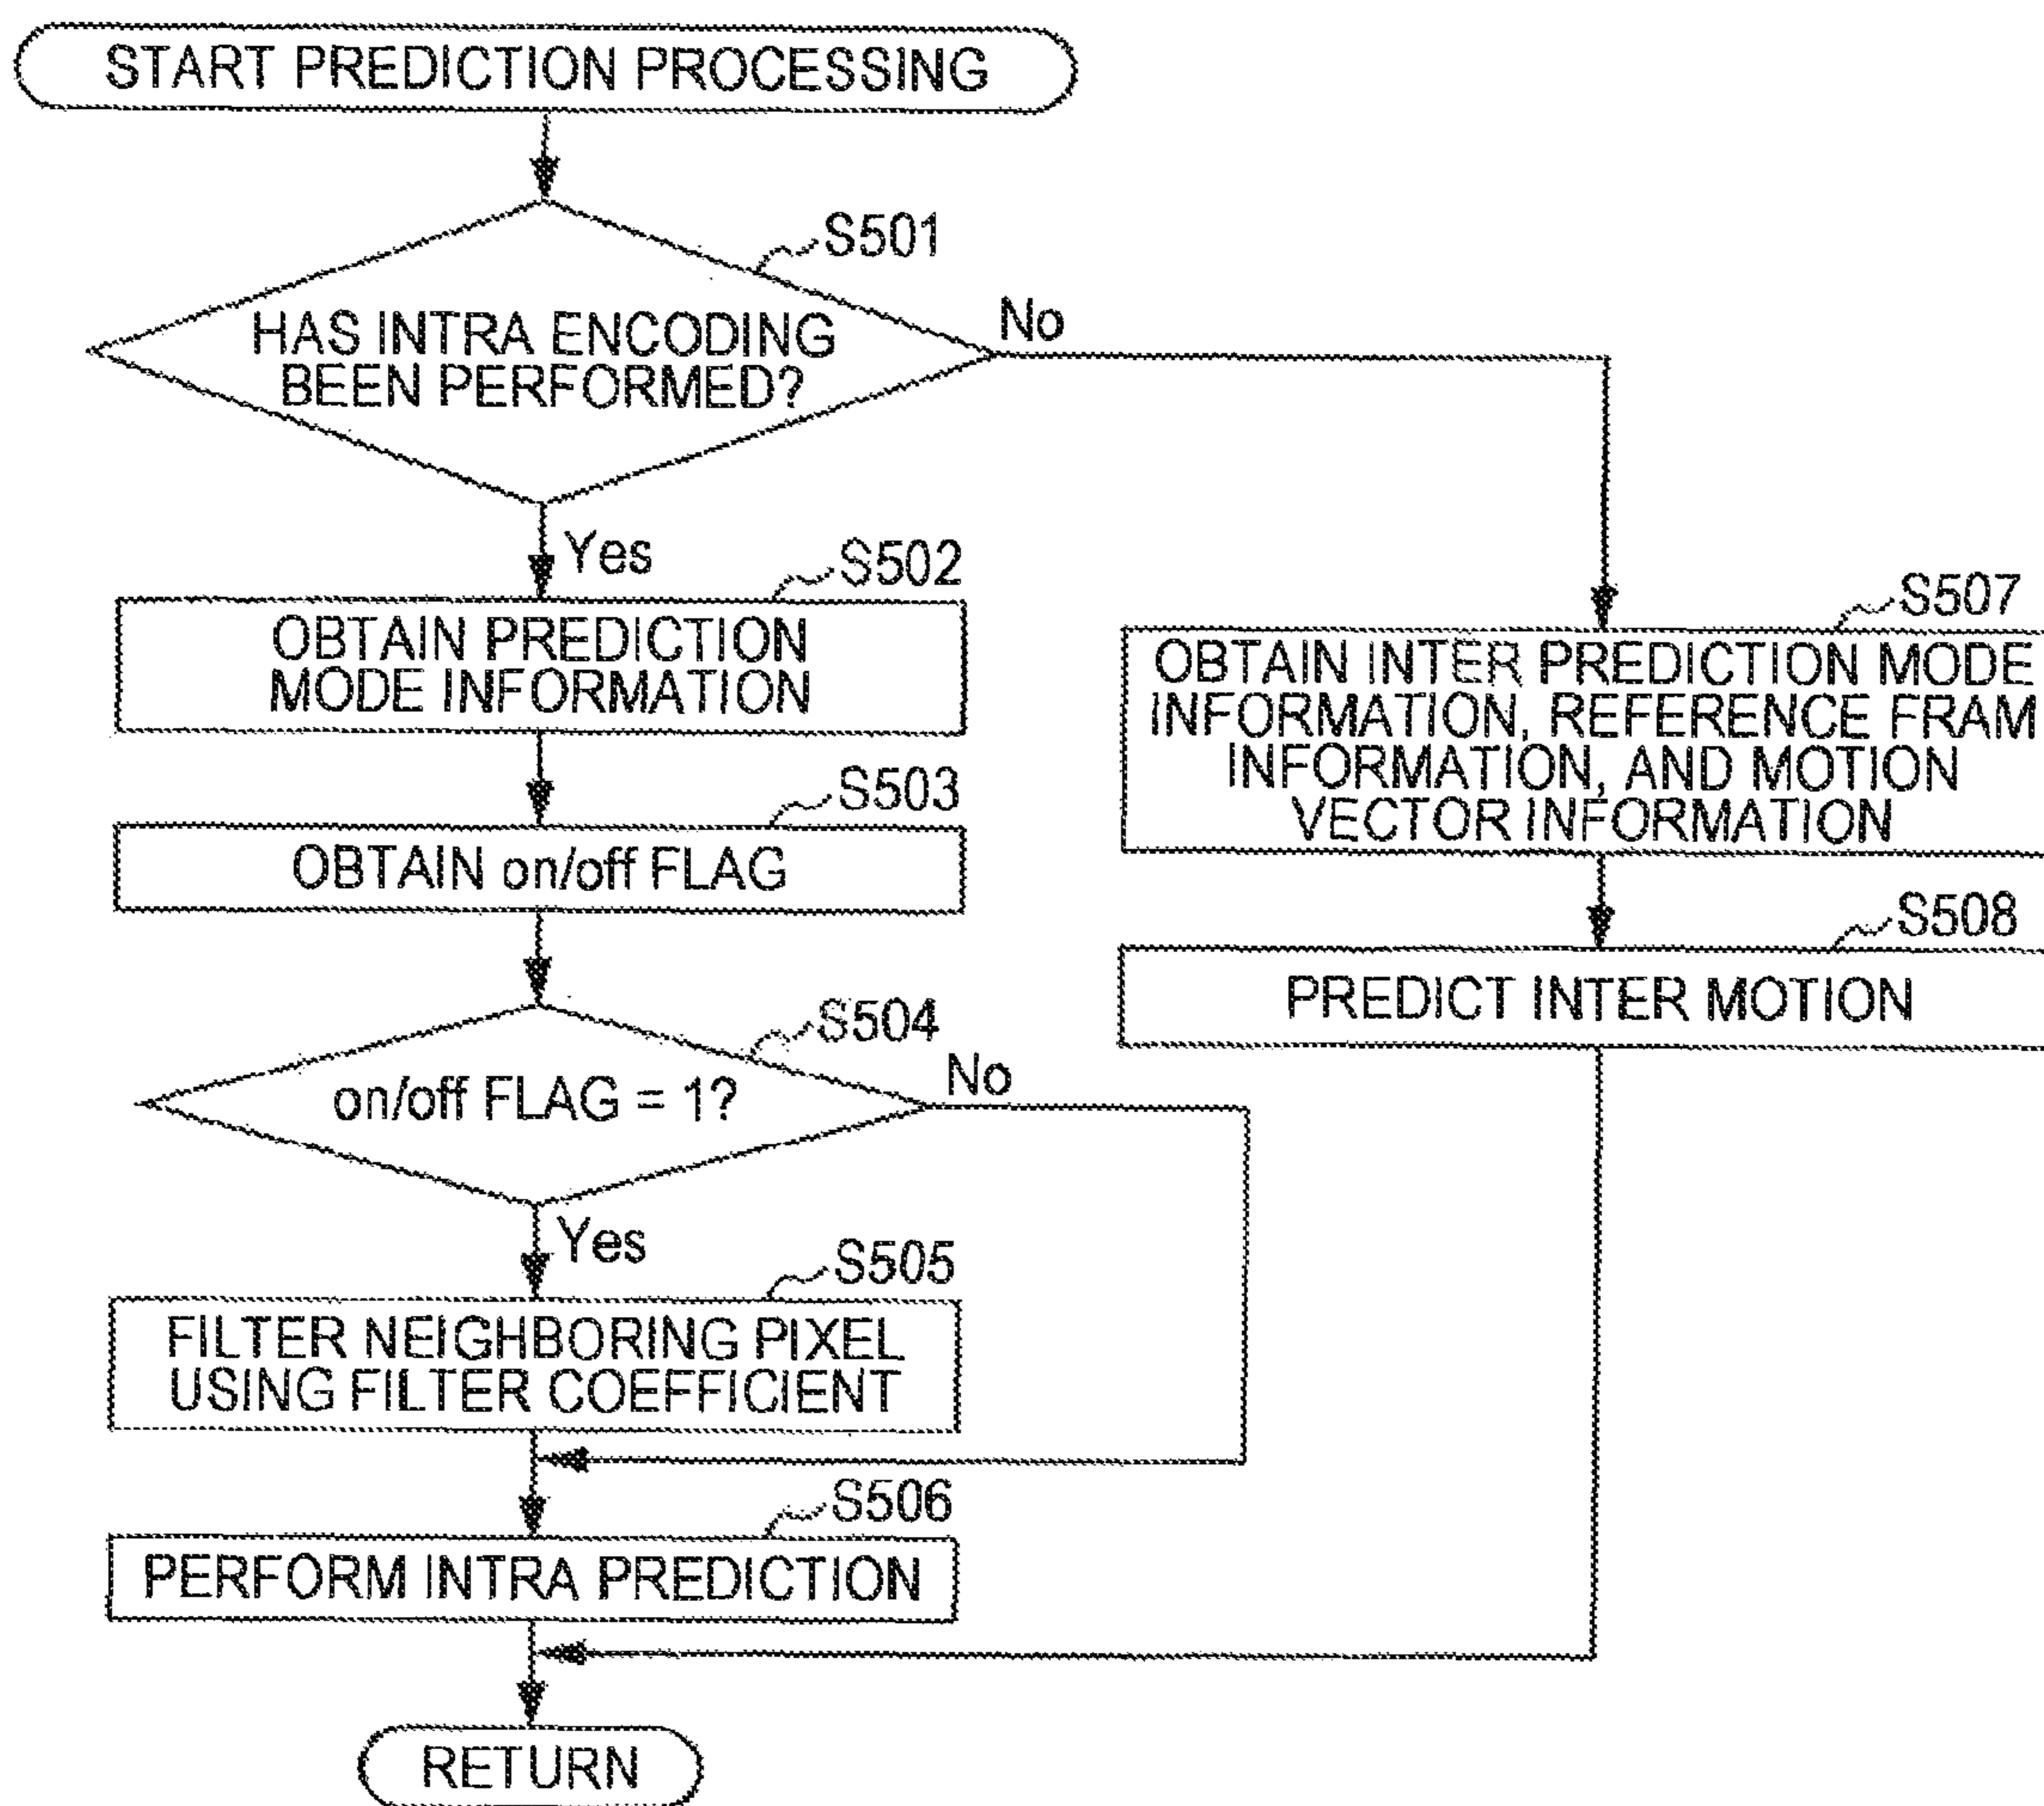 START PREDICTION PROCESSING
S501
HAS INTRA ENCODING
BEEN PERFORMED?
No
Yes
S502
OBTAIN PREDICTION
MODE INFORMATION
S503
OBTAIN on/off FLAG
S504
on/off FLAG = 1?
No
Yes
S505
FILTER NEIGHBORING PIXEL
USING FILTER COEFFICIENT
S506
PERFORM INTRA PREDICTION
S507
OBTAIN INTER PREDICTION MODE
INFORMATION, REFERENCE FRAM
INFORMATION, AND MOTION
VECTOR INFORMATION
S508
PREDICT INTER MOTION
RETURN